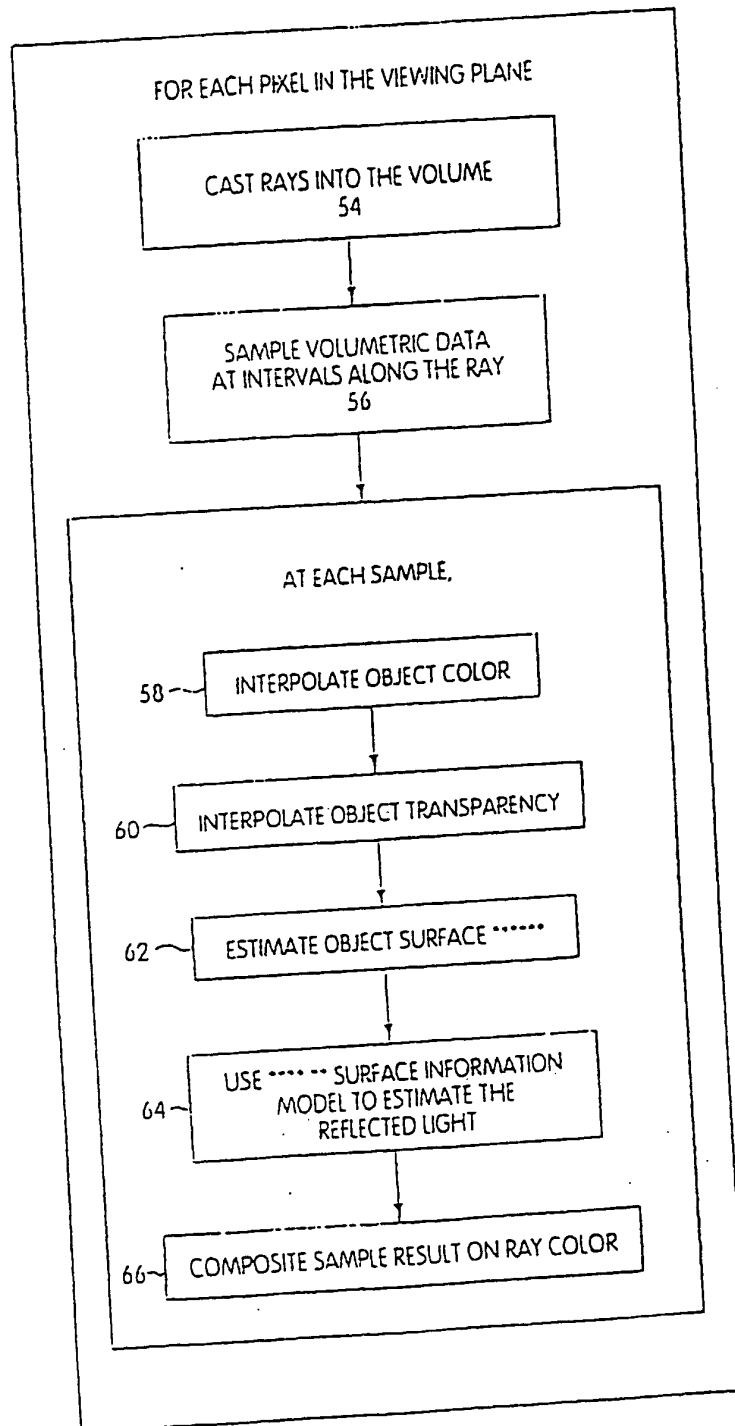 FOR EACH PIXEL IN THE VIEWING PLANE
CAST RAYS INTO THE VOLUME
54
SAMPLE VOLUMETRIC DATA
AT INTERVALS ALONG THE RAY
56
AT EACH SAMPLE,
58
INTERPOLATE OBJECT COLOR
60
INTERPOLATE OBJECT TRANSPARENCY
62
ESTIMATE OBJECT SURFACE ······
64
USE ······ SURFACE INFORMATION
MODEL TO ESTIMATE THE
REFLECTED LIGHT
66
COMPOSITE SAMPLE RESULT ON RAY COLOR